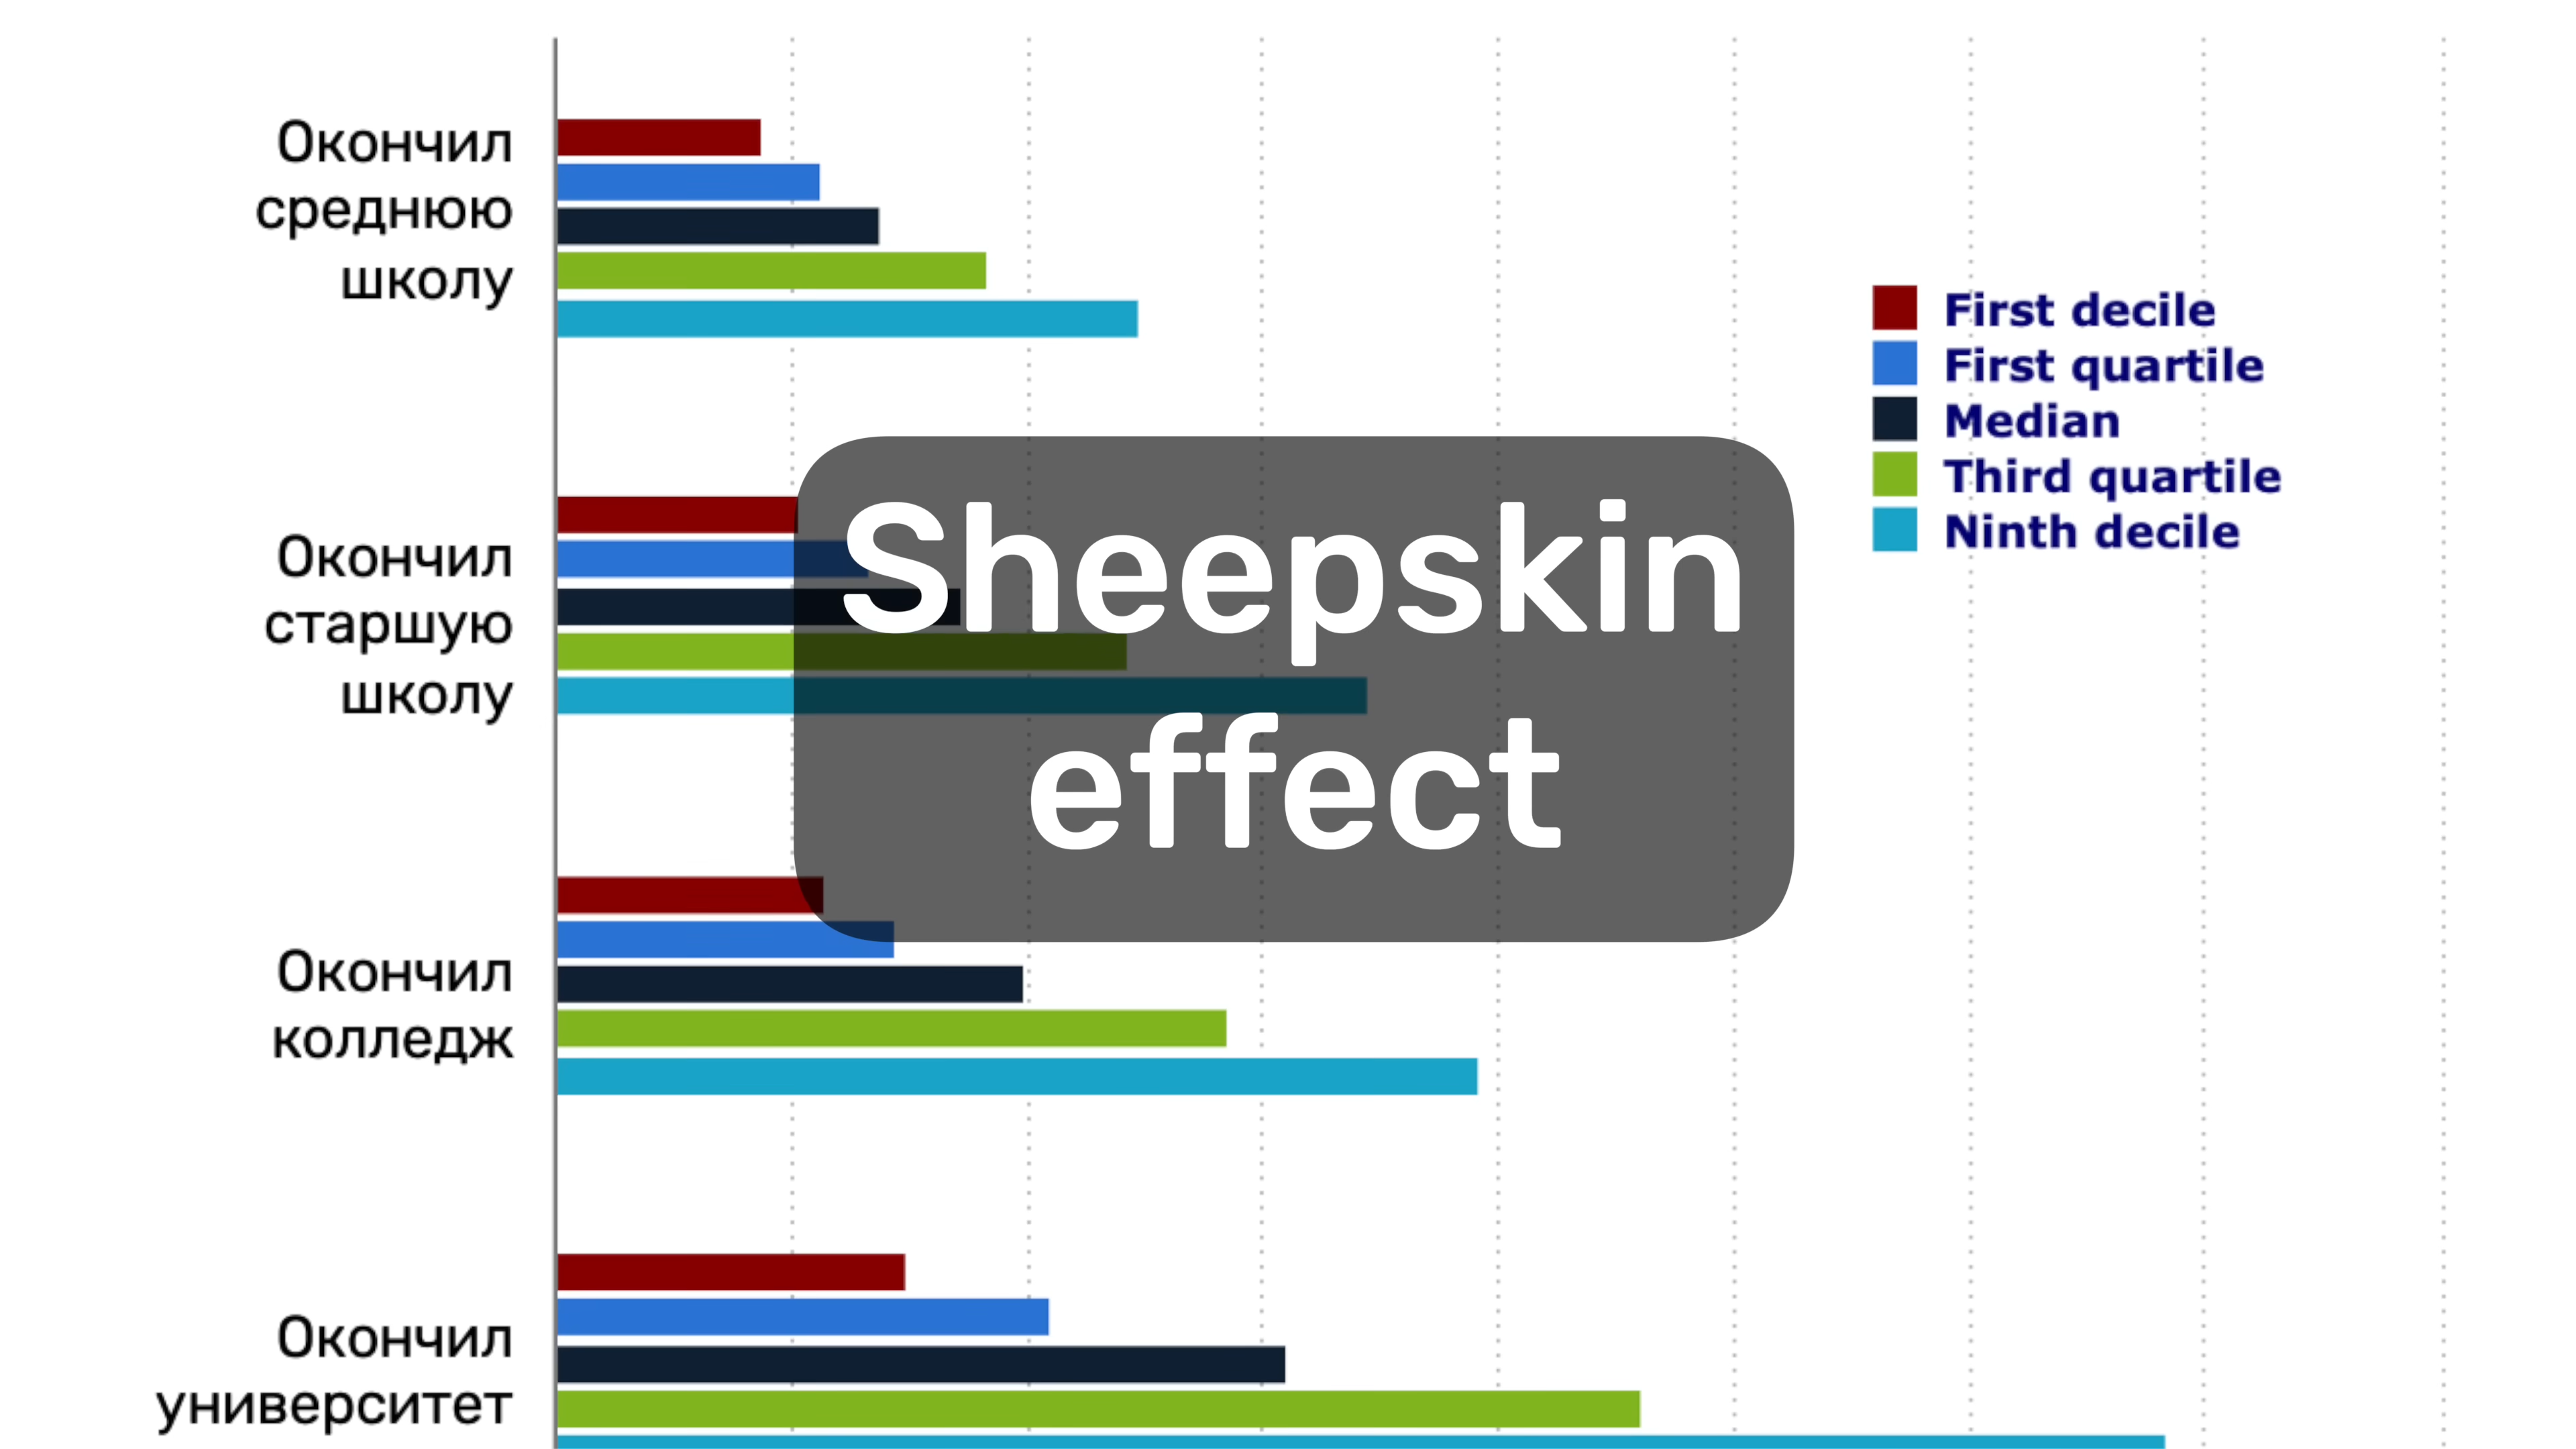 Окончил
среднюю
школу
First decile
First quartile
Median
Third quartile
Ninth decile
Sheepskin
effect
Окончил
старшую
школу
Окончил
колледж
Окончил
университет